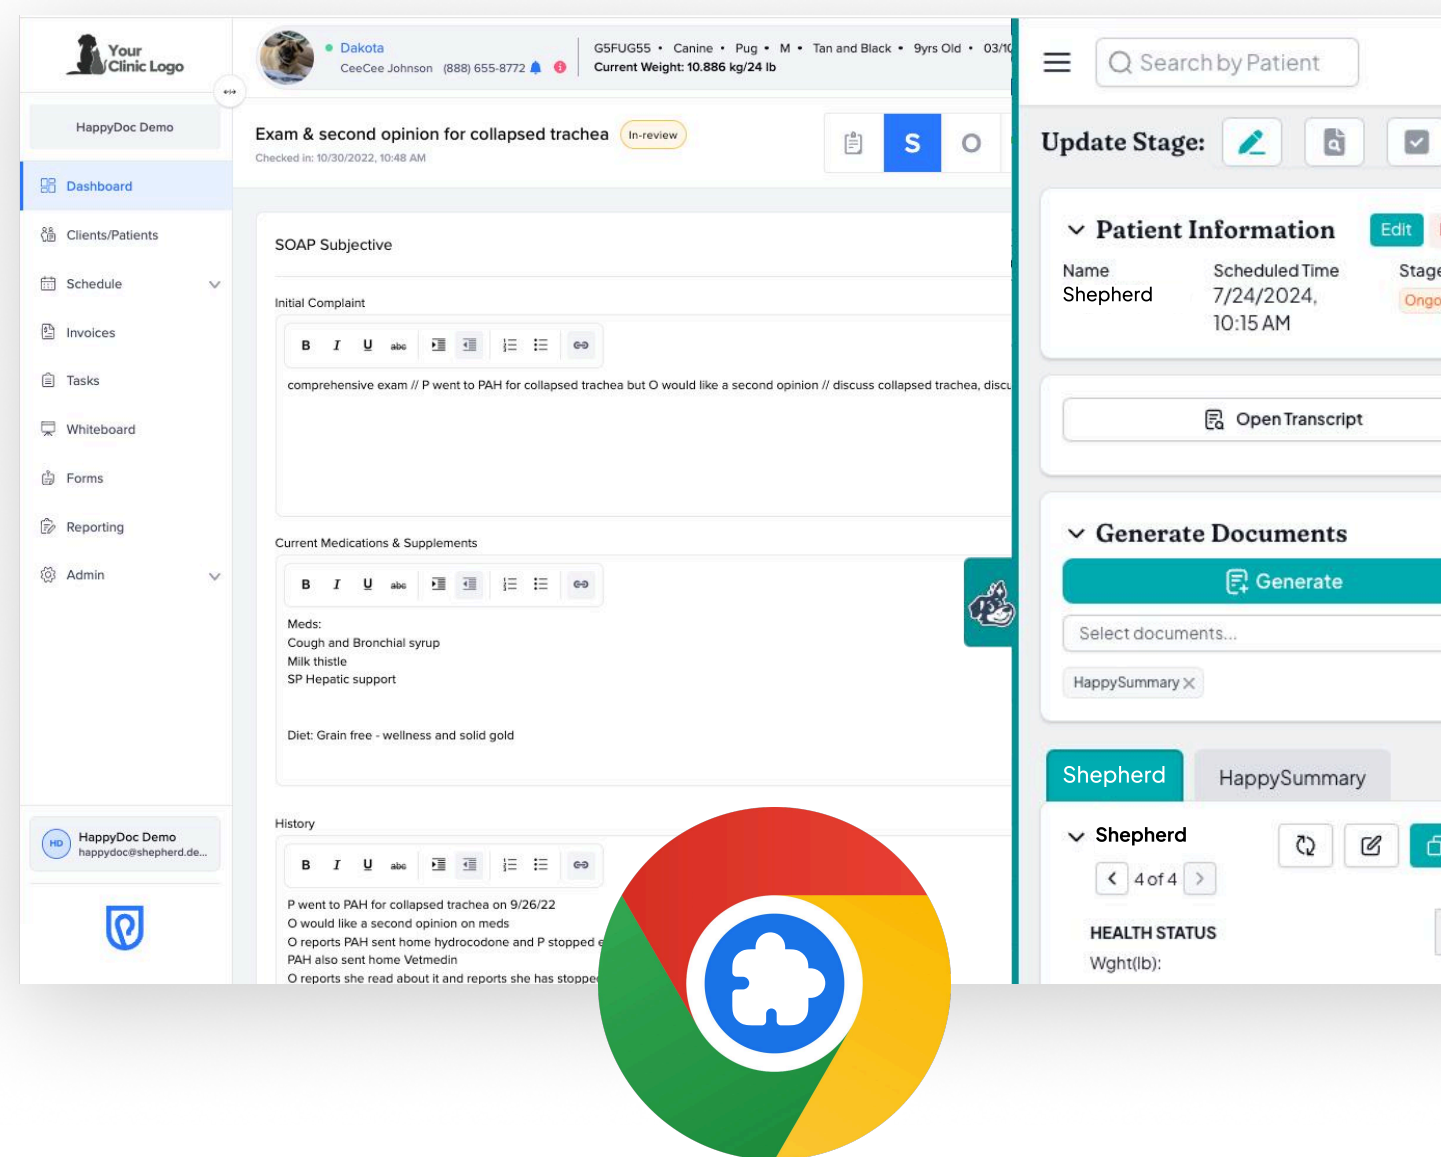 Your
Clinic Logo
HappyDoc Demo
Dashboard
Clients/Patients
Schedule
Invoices
Tasks
Whiteboard
Forms
Reporting
Admin
HD
HappyDoc Demo
happydoc@shepherd.de...
Dakota
CeeCee Johnson (888) 655-8772
G5FUG55 • Canine • Pug • M • Tan and Black • 9yrs Old • 03/10
Current Weight: 10.886 kg/24 lb
Exam & second opinion for collapsed trachea
In-review
Checked in: 10/30/2022, 10:48 AM
S
O
SOAP Subjective
Initial Complaint
B I U abc
comprehensive exam // P went to PAH for collapsed trachea but O would like a second opinion // discuss collapsed trachea, discu
Current Medications & Supplements
B I U abc
Meds:
Cough and Bronchial syrup
Milk thistle
SP Hepatic support
Diet: Grain free - wellness and solid gold
History
B I U abc
P went to PAH for collapsed trachea on 9/26/22
O would like a second opinion on meds
O reports PAH sent home hydrocodone and P stopped
PAH also sent home Vetmedin
O reports she read about it and reports she has stoppe
Search by Patient
Update Stage:
Patient Information
Edit
Name
Shepherd
Scheduled Time
7/24/2024,
10:15 AM
Stage
Ongo
Open Transcript
Generate Documents
Generate
Select documents...
HappySummary
Shepherd
HappySummary
Shepherd
4 of 4
HEALTH STATUS
Wght(lb):